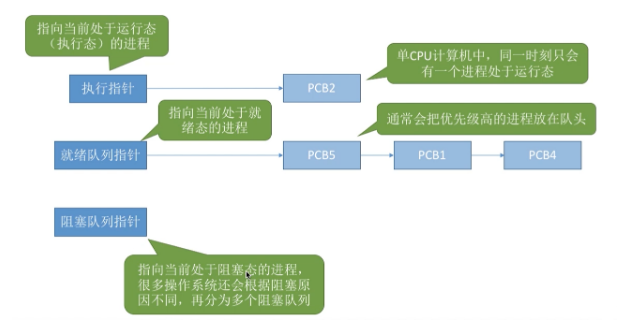 指向当前处于运行态
（执行态）的进程
单CPU计算机中，同一时刻只会
有一个进程处于运行态
执行指针
PCB2
指向当前处于就
绪态的进程
通常会把优先级高的进程放在队头
就绪队列指针
PCB5
PCB1
PCB4
阻塞队列指针
指向当前处于阻塞态的进程，
很多操作系统还会根据阻塞原
因不同，再分为多个阻塞队列